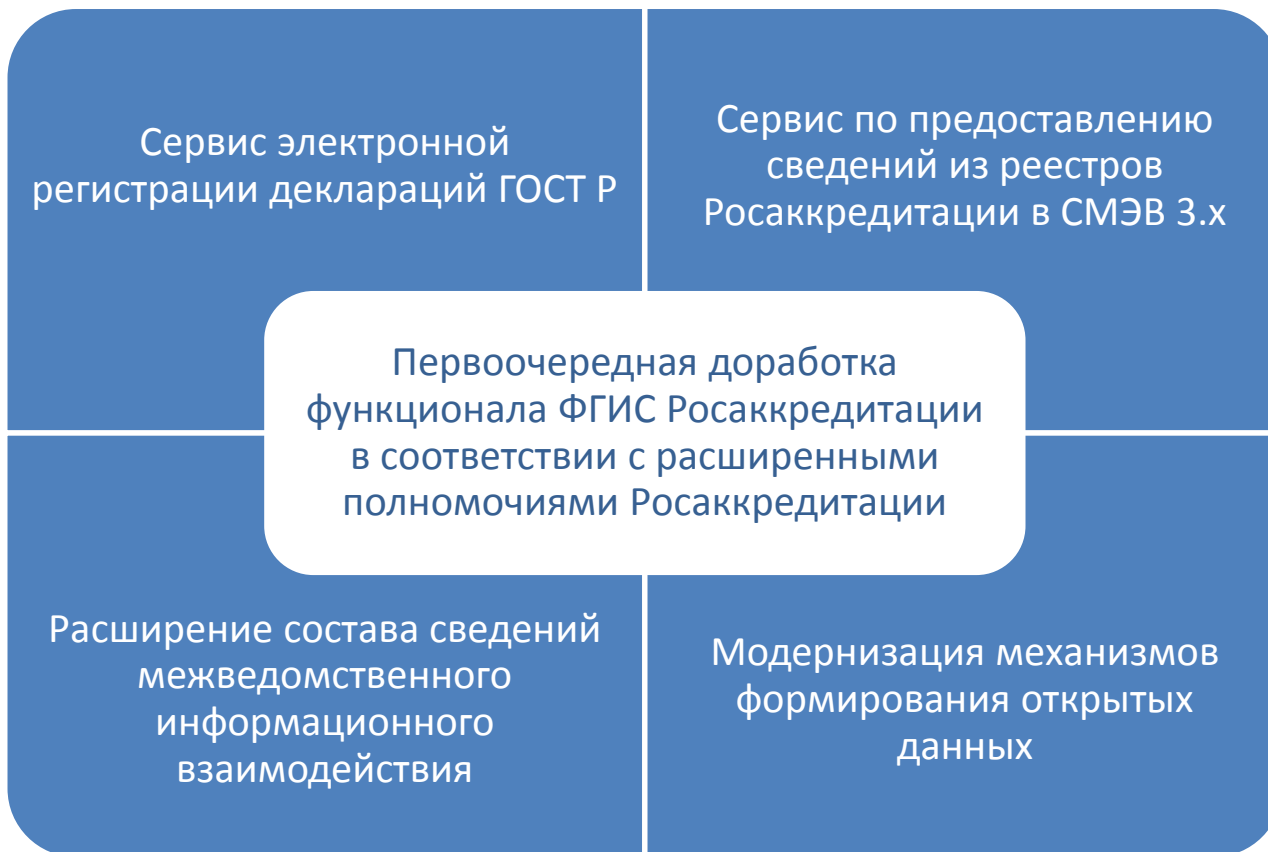 Сервис электронной
регистрации деклараций ГОСТ Р
Сервис по предоставлению
сведений из реестров
Росаккредитации в СМЭВ 3.х
Первоочередная доработка
функционала ФГИС Росаккредитации
в соответствии с расширенными
полномочиями Росаккредитации
Расширение состава сведений
межведомственного
информационного
взаимодействия
Модернизация механизмов
формирования открытых
данных